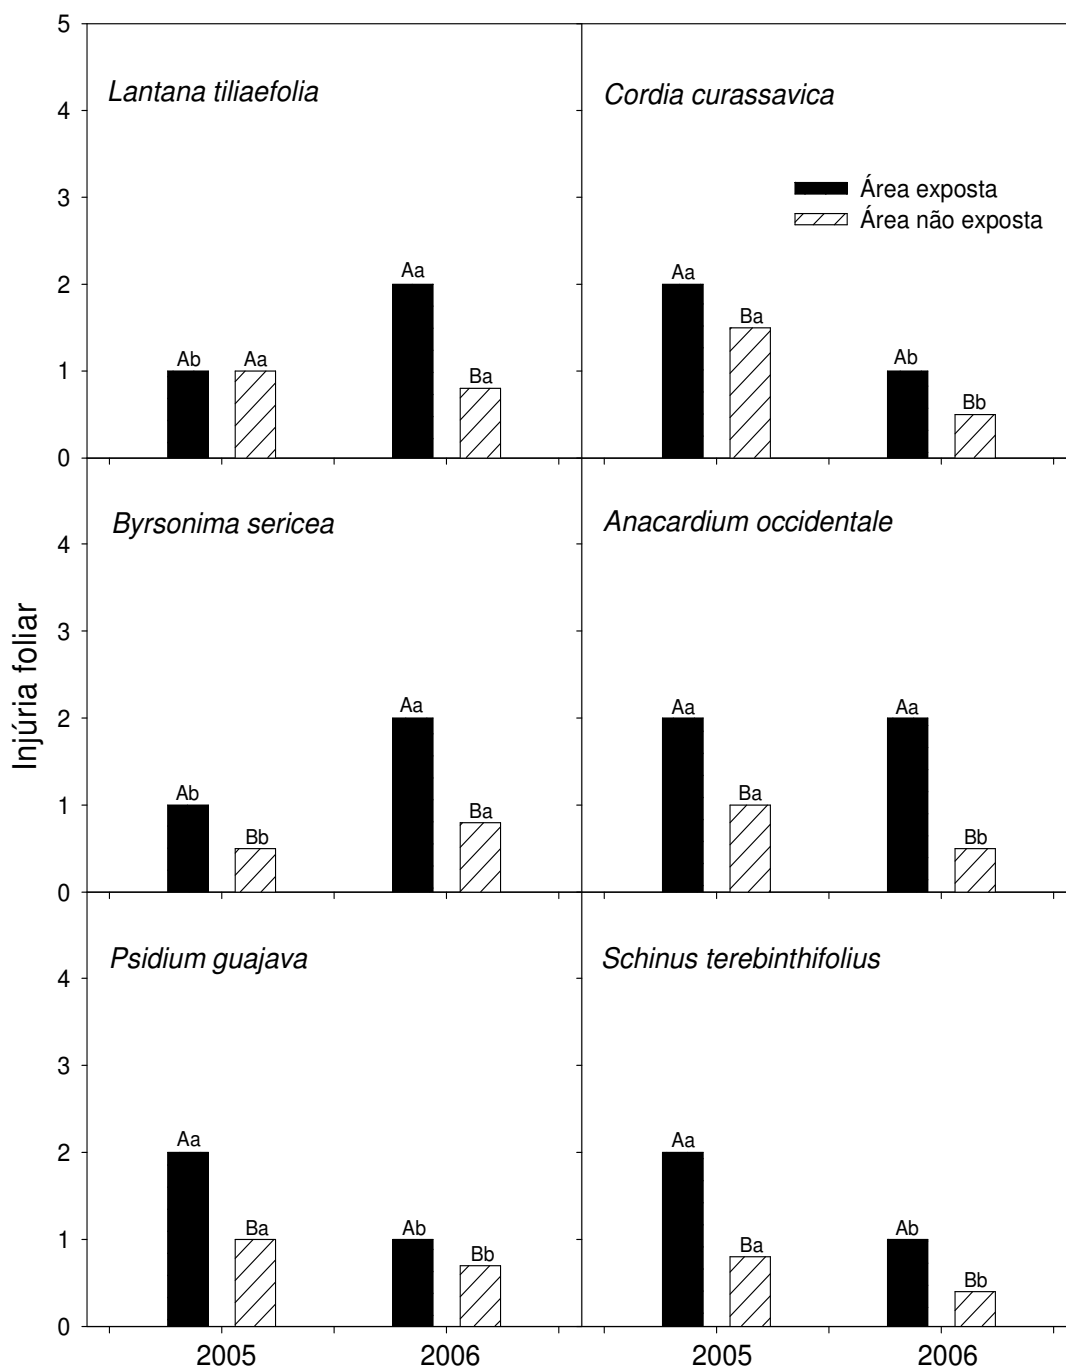 5
Lantana tiliaefolia
Cordia curassavica
4
3
Área exposta
Área não exposta
2
Aa
Aa
Ba
1
Ab
Aa
Ba
Ab
Bb
0
Byrsonima sericea
Anacardium occidentale
4
3
Injúria foliar
2
Aa
Aa
Aa
1
Ab
Bb
Ba
Ba
Bb
0
Psidium guajava
Schinus terebinthifolius
4
3
2
Aa
Aa
1
Ba
Ab
Bb
Ba
Ab
Bb
0
2005
2006
2005
2006